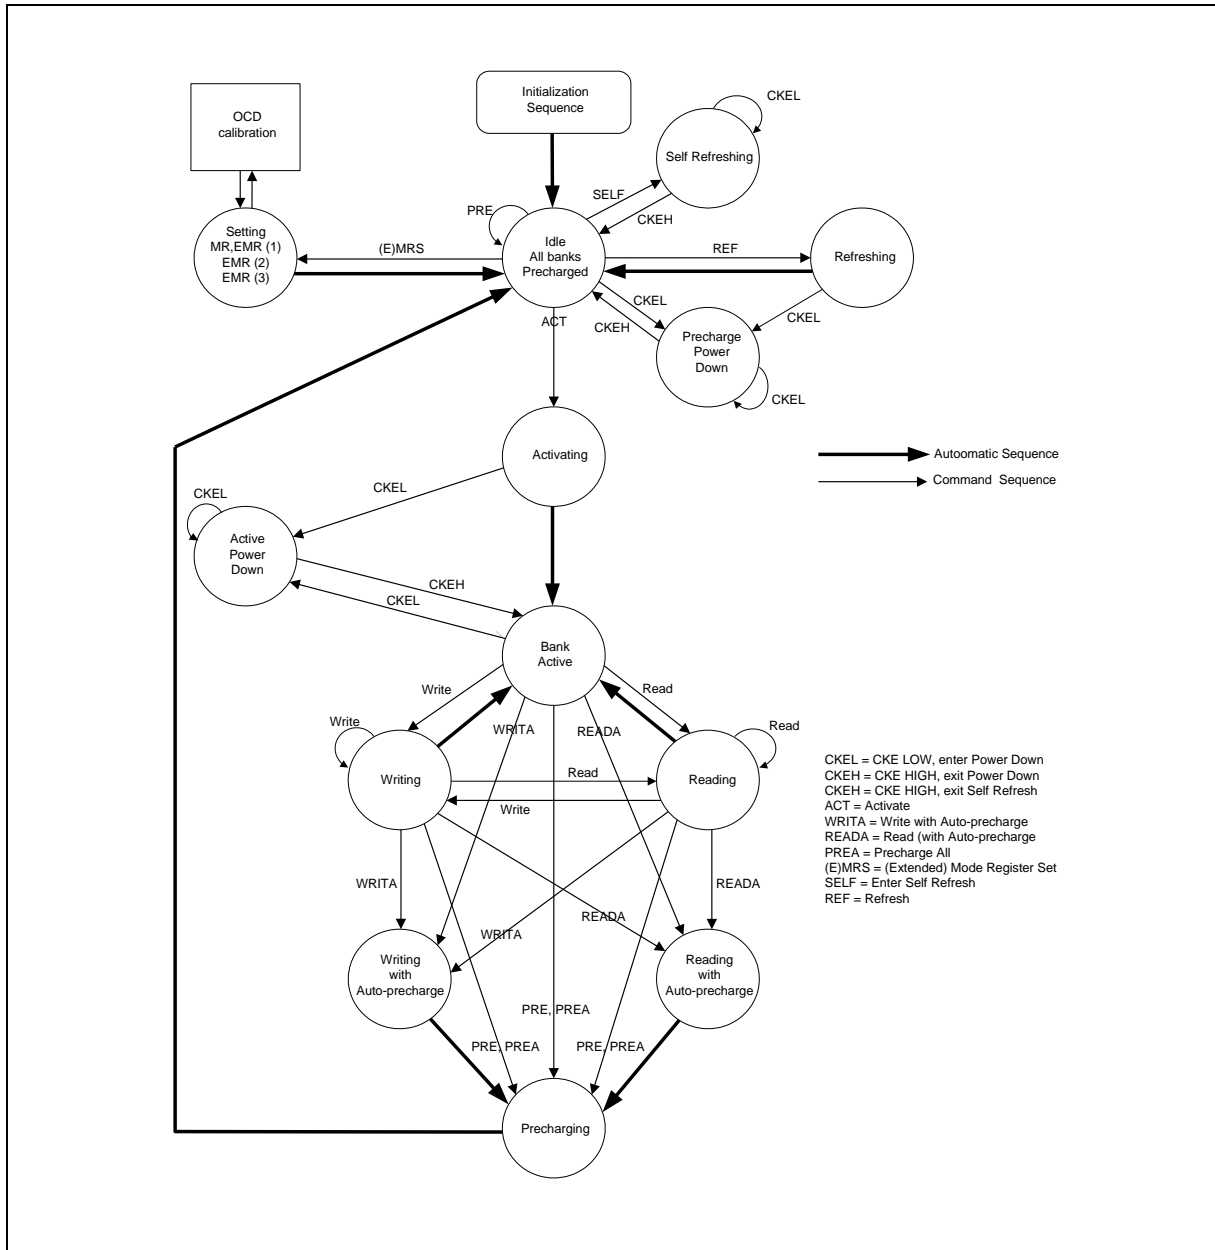 Initialization
Sequence
OCD
calibration
CKEL
Self Refreshing
SELF
CKEH
PRE
Setting
MR,EMR (1)
EMR (2)
EMR (3)
(E)MRS
Idle
All banks
Precharged
REF
Refreshing
CKEL
CKEH
CKEL
ACT
Precharge
Power
Down
CKEL
Activating
Autoomatic Sequence
Command Sequence
CKEL
CKEL
Active
Power
Down
CKEH
CKEL
Bank
Active
Write
Read
Write
WRITA
READA
Read
Writing
Read
Reading
Write
CKEL = CKE LOW, enter Power Down
CKEH = CKE HIGH, exit Power Down
CKEH = CKE HIGH, exit Self Refresh
ACT = Activate
WRITA = Write with Auto-precharge
READA = Read (with Auto-precharge
PREA = Precharge All
(E)MRS = (Extended) Mode Register Set
SELF = Enter Self Refresh
REF = Refresh
WRITA
READA
READA
WRITA
Writing
with
Auto-precharge
Reading
with
Auto-precharge
PRE, PREA
PRE, PREA
PRE, PREA
Precharging